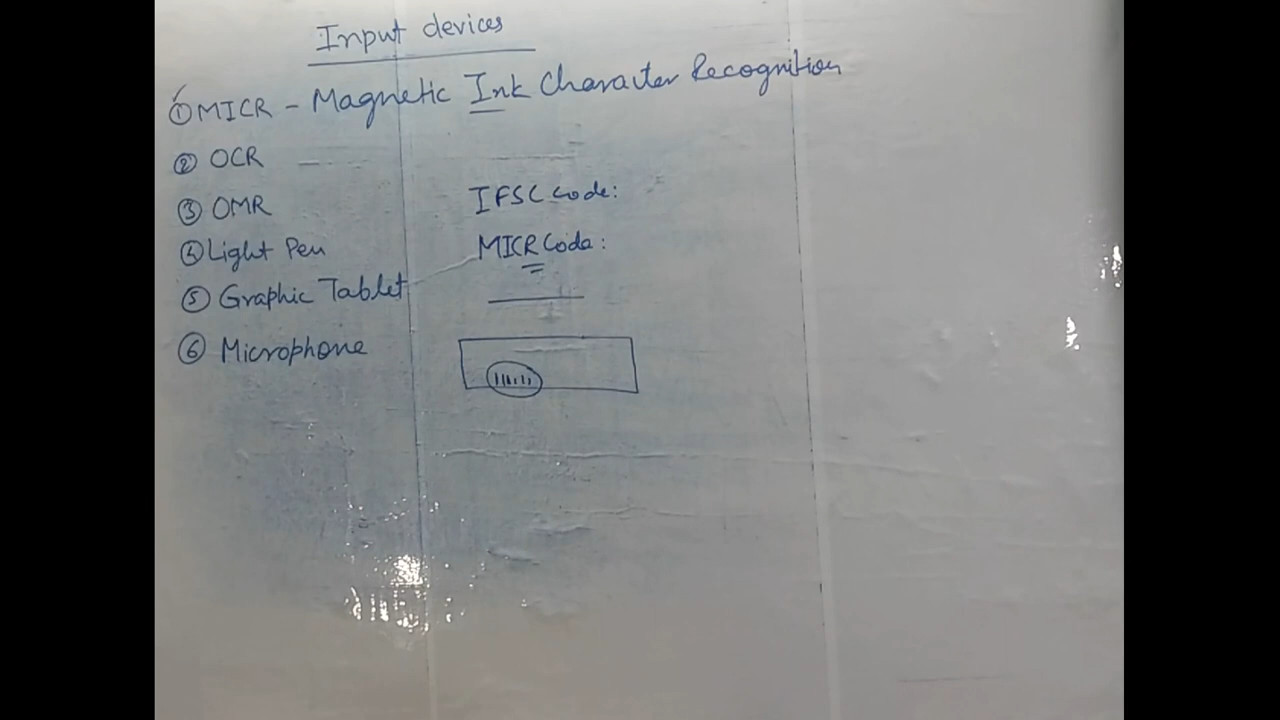 Input devices
① MICR - Magnetic Ink Character Recognition
② OCR
③ OMR
④ Light Pen
⑤ Graphic Tablet
⑥ Microphone
IFSC Code:
MICR Code: